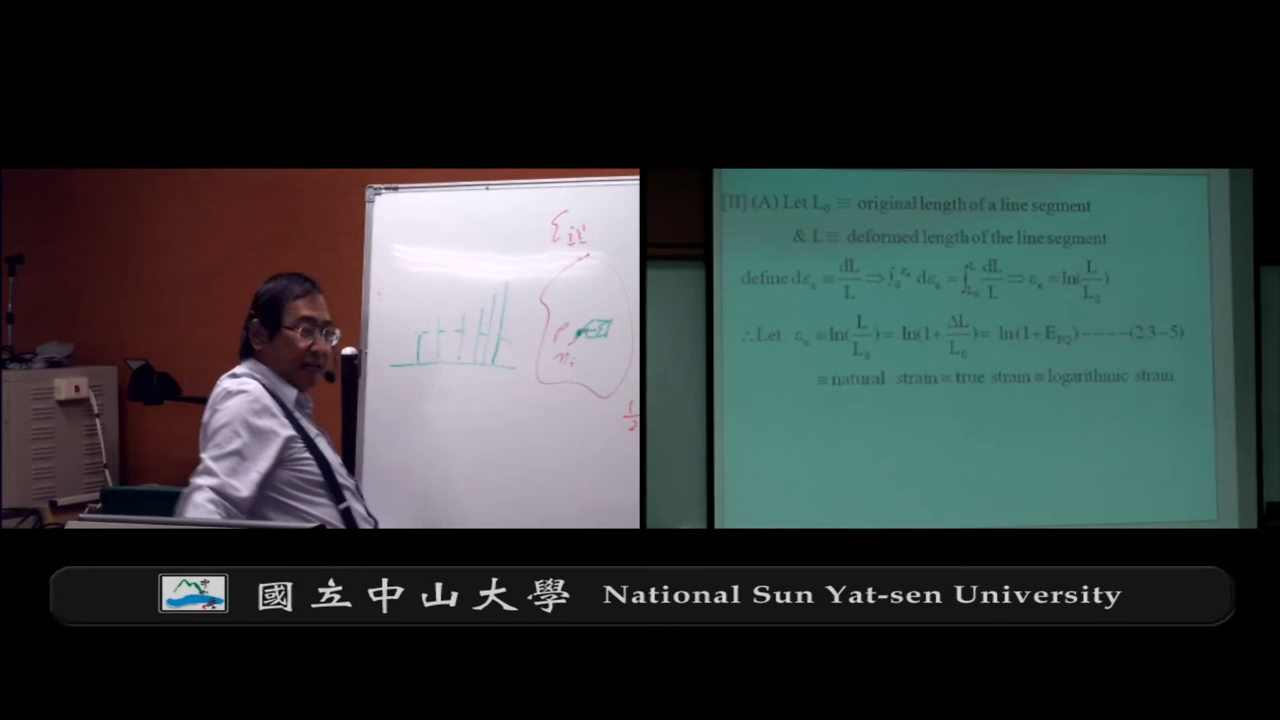 [II] (A) Let L₀ ≡ original length of a line segment
& L ≡ deformed length of the line segment
define dεₙ ≡ dL/L ⇒ ∫₀^εₙ dεₙ = ∫_L₀^L dL/L ⇒ εₙ = ln(L/L₀)
∴ Let εₙ ≡ ln(L/L₀) = ln(1+ΔL/L₀) = ln(1+E_PQ)----(2.3-5)
≡ natural strain ≡ true strain ≡ logarithmic strain
1/2
國立中山大學 National Sun Yat-sen University